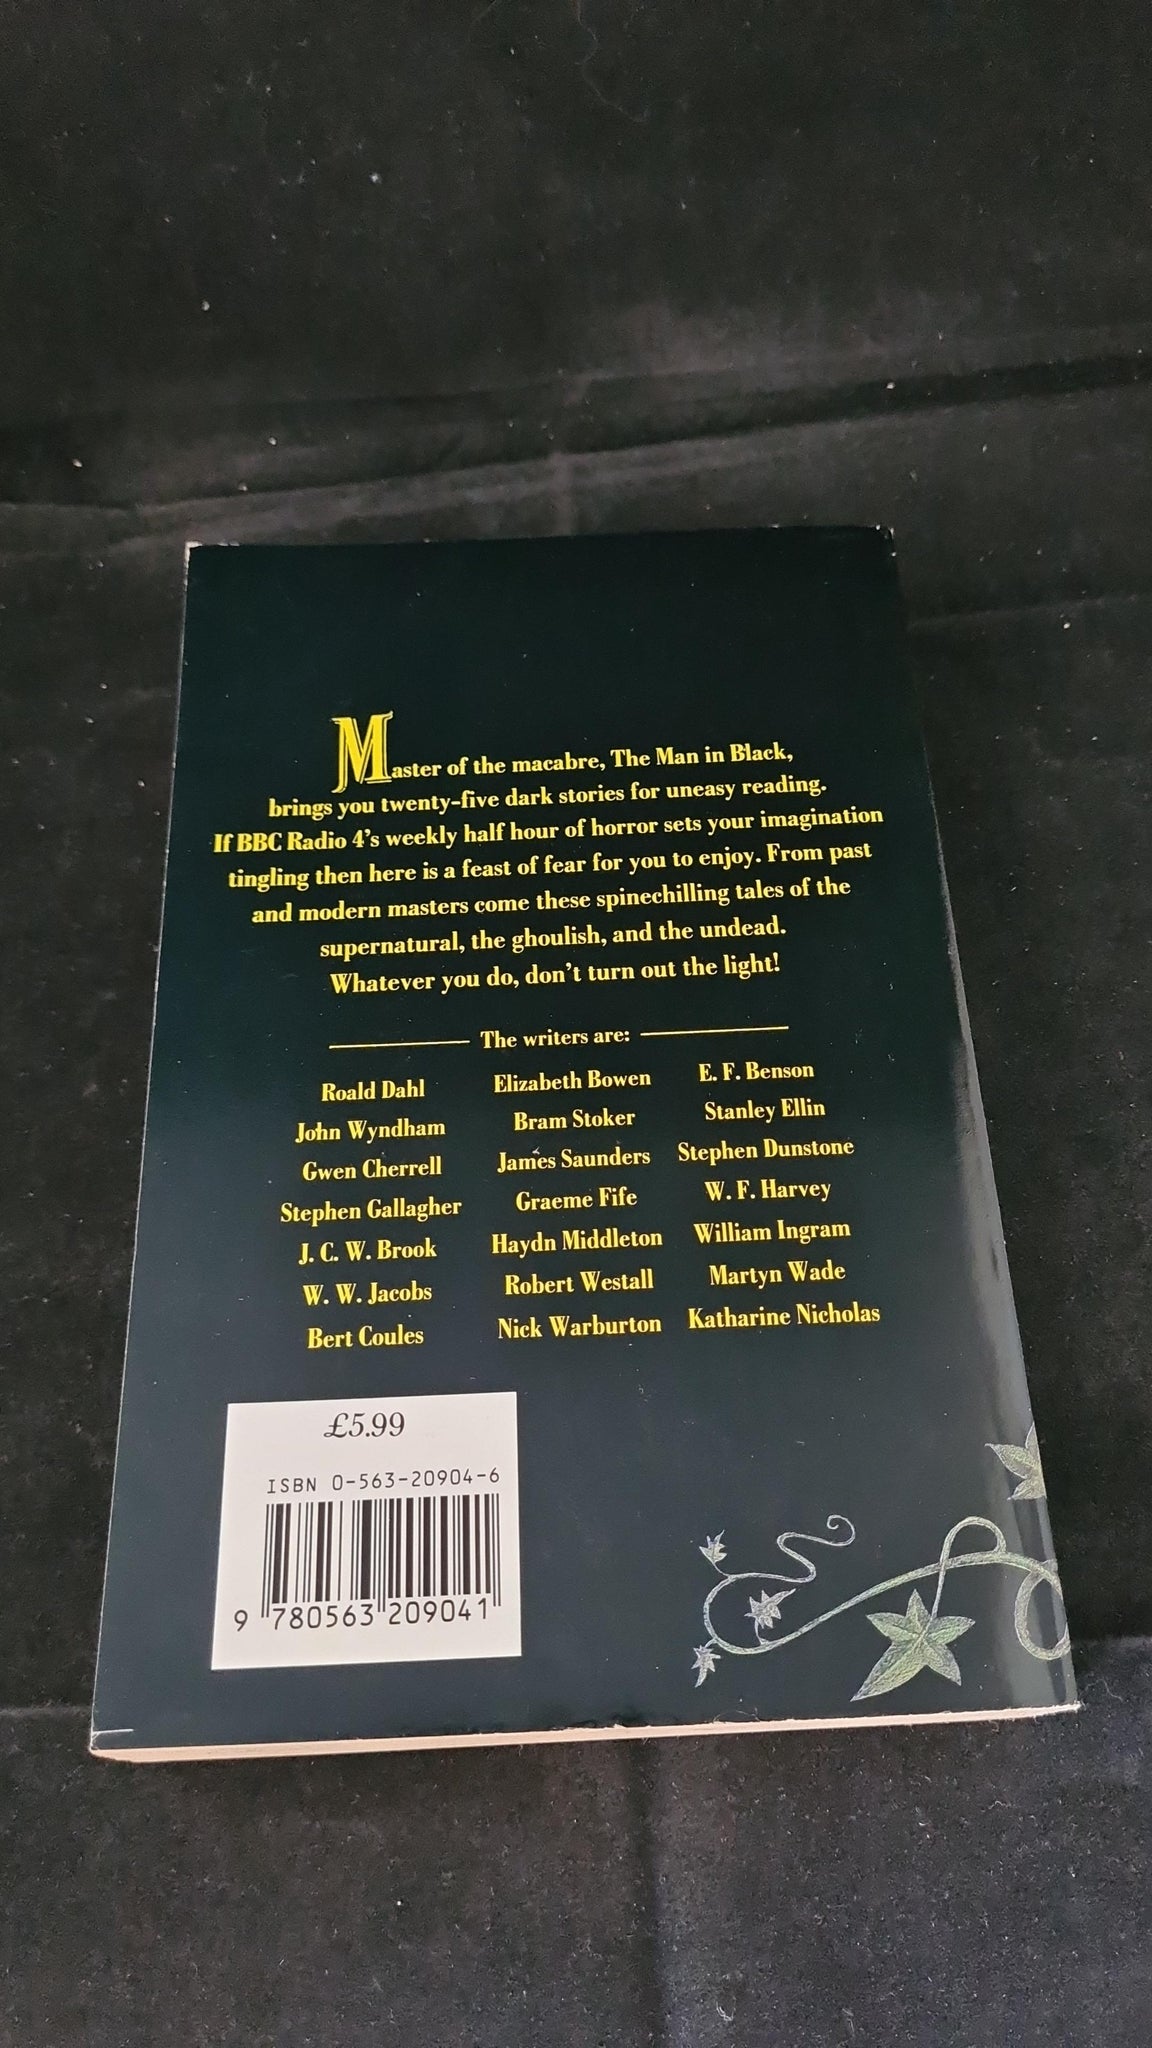 Master of the macabre, The Man in Black,
brings you twenty-five dark stories for uneasy reading.
If BBC Radio 4's weekly half hour of horror sets your imagination
tingling then here is a feast of fear for you to enjoy. From past
and modern masters come these spinechilling tales of the
supernatural, the ghoulish, and the undead.
Whatever you do, don't turn out the light!
The writers are:
Roald Dahl Elizabeth Bowen E. F. Benson
John Wyndham Bram Stoker Stanley Ellin
Gwen Cherrell James Saunders Stephen Dunstone
Stephen Gallagher Graeme Fife W. F. Harvey
J. C. W. Brook Haydn Middleton William Ingram
W. W. Jacobs Robert Westall Martyn Wade
Bert Coules Nick Warburton Katharine Nicholas
£5.99
ISBN 0-563-20904-6
9 780563 209041